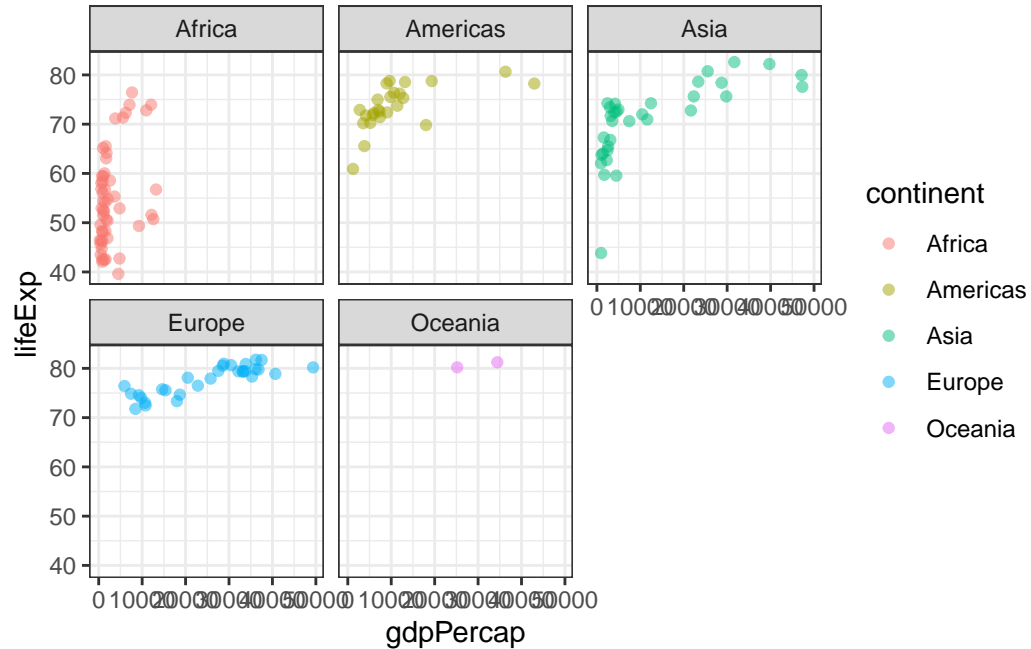 Africa Americas Asia
80
70
60
50
40
0 10000 20000 30000 40000 50000
lifeExp
Europe Oceania
80
70
60
50
40
0 10000 20000 30000 40000 50000 0 10000 20000 30000 40000 50000
gdpPercap
continent
Africa
Americas
Asia
Europe
Oceania